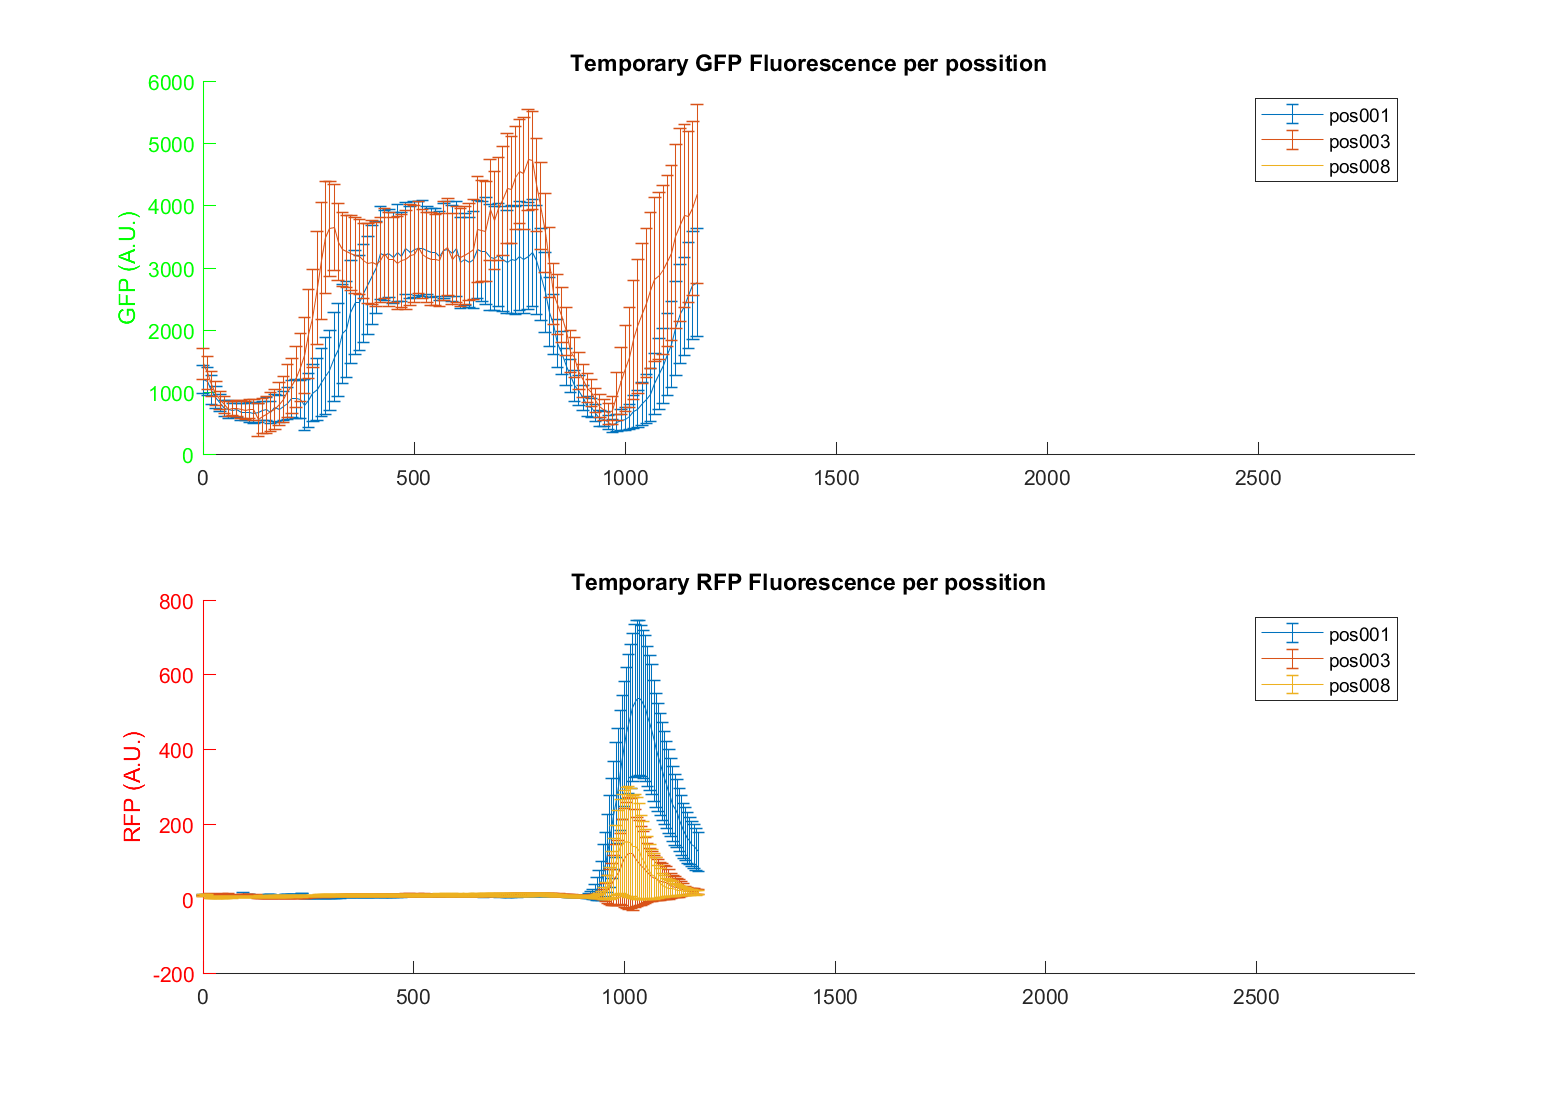 Temporary GFP Fluorescence per possition
6000
5000
4000
3000
2000
1000
0
GFP (A.U.)
0 500 1000 1500 2000 2500
pos001
pos003
pos008
Temporary RFP Fluorescence per possition
800
600
400
200
0
-200
RFP (A.U.)
0 500 1000 1500 2000 2500
pos001
pos003
pos008